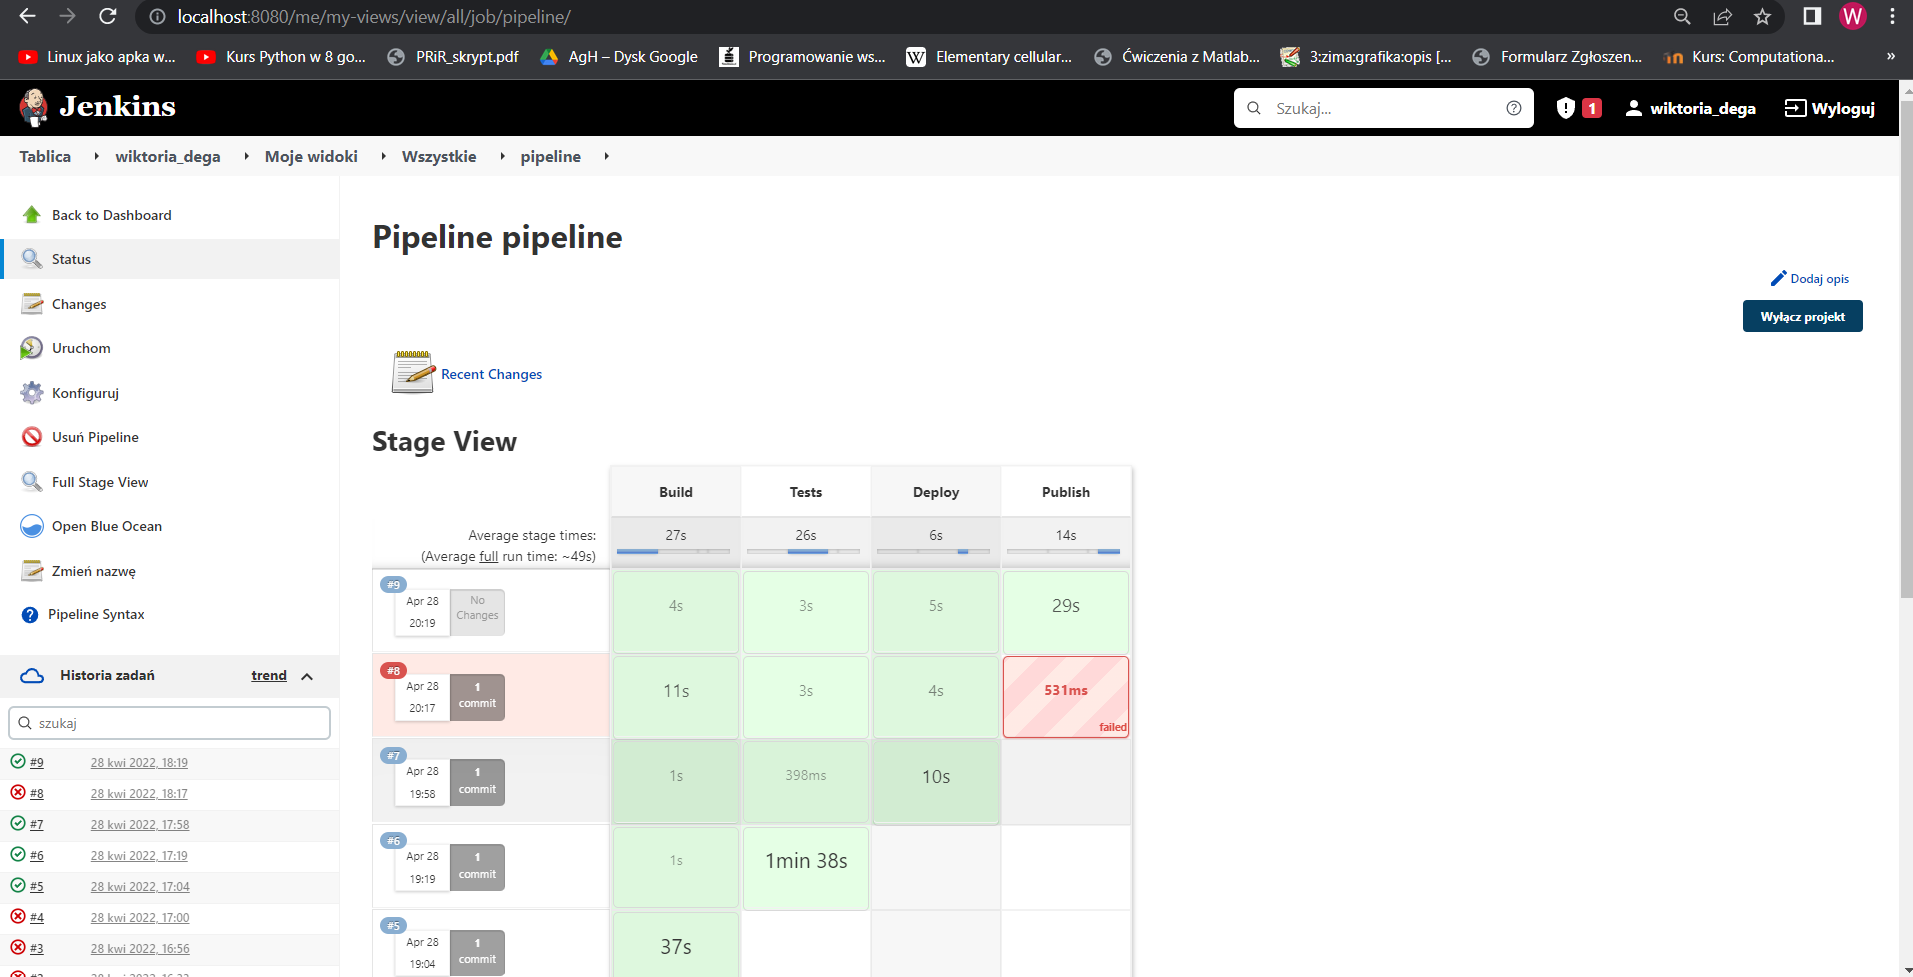 localhost:8080/me/my-views/view/all/job/pipeline/
W
Linux jako apka w...
Kurs Python w 8 go...
PRiR_skrypt.pdf
AgH – Dysk Google
Programowanie ws...
W
Elementary cellular...
Ćwiczenia z Matlab...
3:zima:grafika:opis [...
Formularz Zgłoszen...
Kurs: Computationa...
»
Jenkins
Szukaj...
1
wiktoria_dega
Wyloguj
Tablica
wiktoria_dega
Moje widoki
Wszystkie
pipeline
Back to Dashboard
Status
Changes
Uruchom
Konfiguruj
Usuń Pipeline
Full Stage View
Open Blue Ocean
Zmień nazwę
Pipeline Syntax
Historia zadań
trend
szukaj
#9 28 kwi 2022, 18:19
#8 28 kwi 2022, 18:17
#7 28 kwi 2022, 17:58
#6 28 kwi 2022, 17:19
#5 28 kwi 2022, 17:04
#4 28 kwi 2022, 17:00
#3 28 kwi 2022, 16:56
Pipeline pipeline
Dodaj opis
Wyłącz projekt
Recent Changes
Stage View
Build Tests Deploy Publish
Average stage times:
(Average full run time: ~49s)
27s 26s 6s 14s
#9
Apr 28
20:19
No
Changes
4s 3s 5s 29s
#8
Apr 28
20:17
1
commit
11s 3s 4s 531ms
failed
#7
Apr 28
19:58
1
commit
1s 398ms 10s
#6
Apr 28
19:19
1
commit
1s 1min 38s
#5
Apr 28
19:04
1
commit
37s